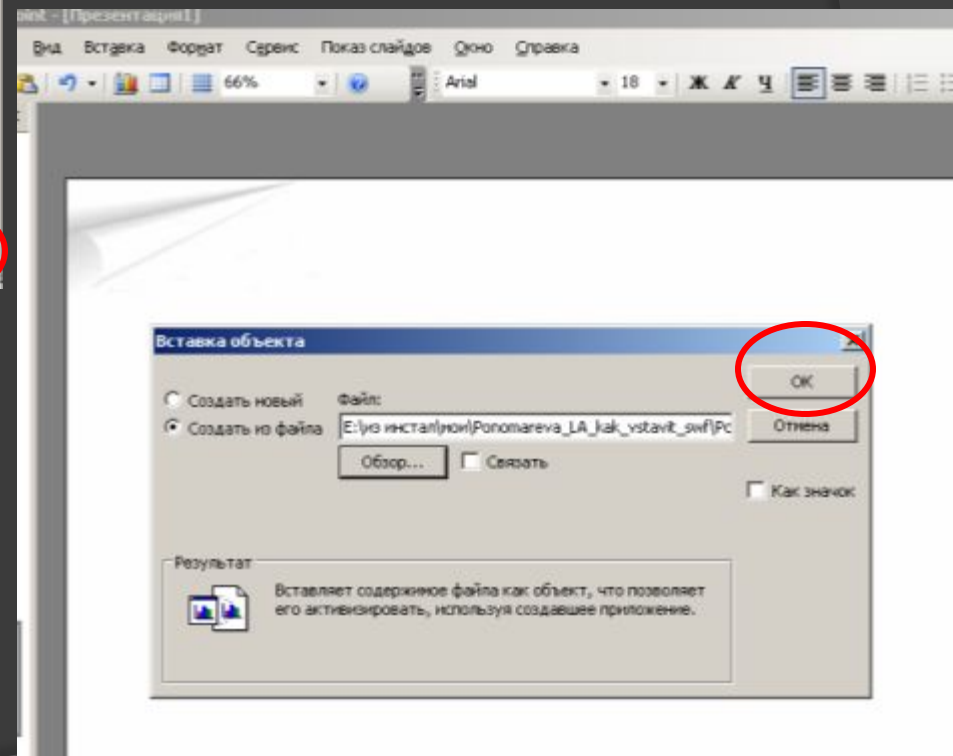 oint - [Презентация1]
Вид Вставка Формат Сервис Показ слайдов Окно Справка
66% Arial 18 Ж К Ч
Вставка объекта
Создать новый Файл:
Создать из файла E:\из инстал\мои\Ponomareva_LA_kak_vstavit_swf\Pc
Обзор... Связать
ОК
Отмена
Как значок
Результат
Вставляет содержимое файла как объект, что позволяет
его активизировать, используя создавшее приложение.